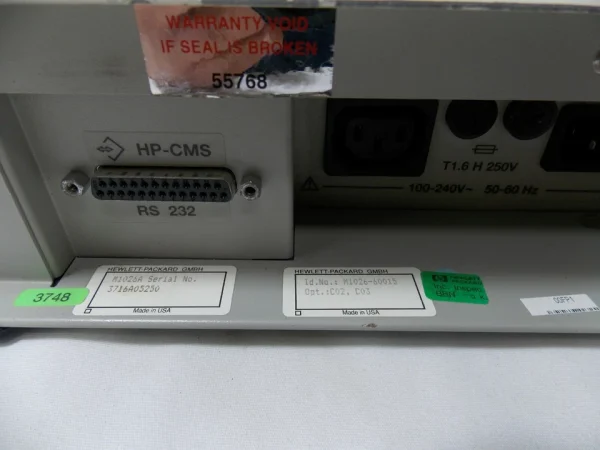 WARRANTY VOID
IF SEAL IS BROKEN
55768
HP-CMS
RS 232
T1.6 H 250V
100-240V~ 50-60 Hz
3748
HEWLETT-PACKARD GMBH
M1026A Serial No.
3716A05250
Made in USA
HEWLETT-PACKARD GMBH
Id.No.: M1026-60015
Opt.: C02, C03
Made in USA